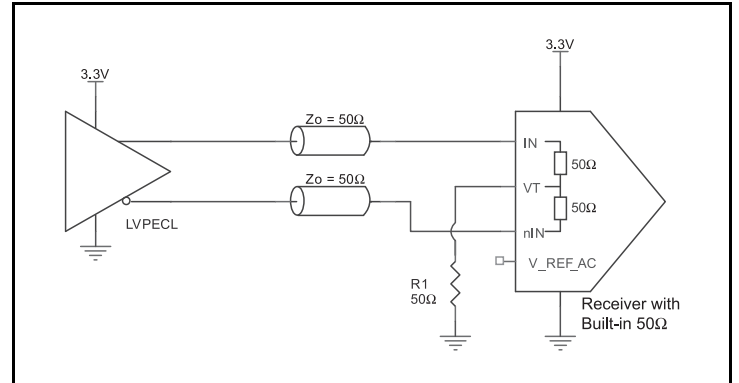 3.3V
3.3V
Zo = 50Ω
IN
50Ω
Zo = 50Ω
VT
50Ω
LVPECL
nIN
V_REF_AC
R1
50Ω
Receiver with
Built-in 50Ω